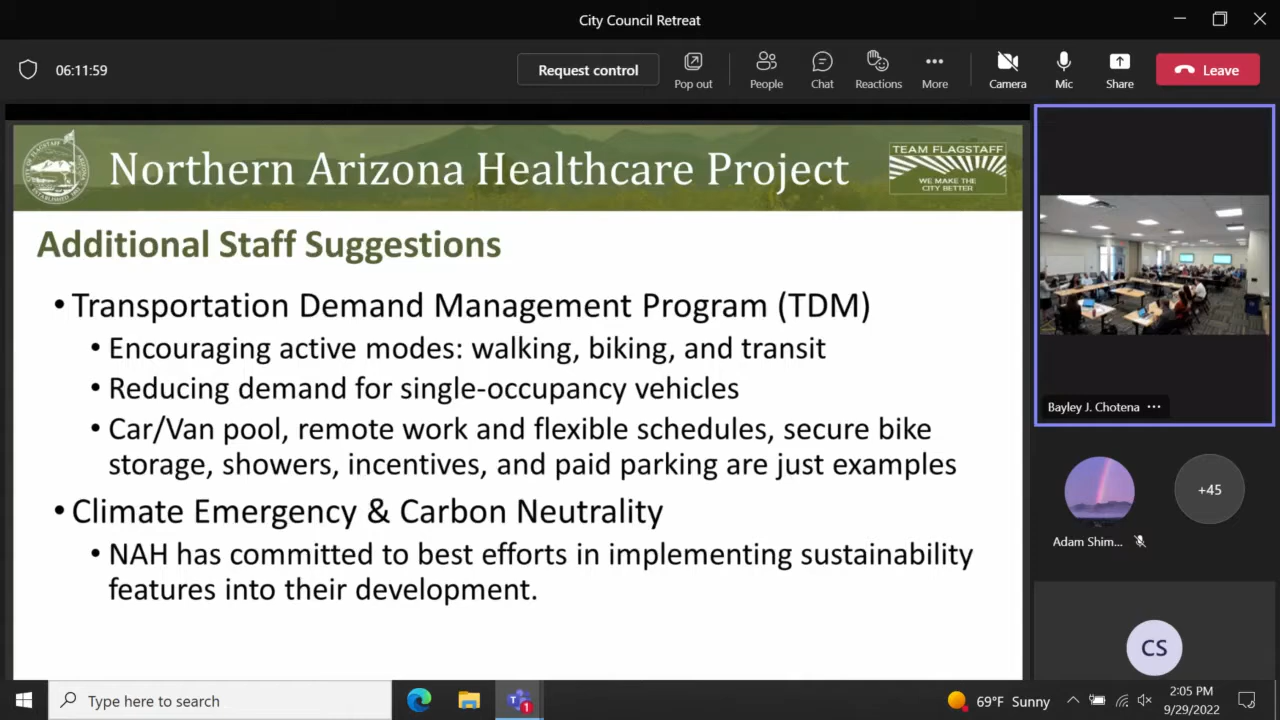 City Council Retreat
06:11:59
Request control
Pop out
People
Chat
Reactions
More
Camera
Mic
Share
Leave
Northern Arizona Healthcare Project
TEAM FLAGSTAFF
WE MAKE THE
CITY BETTER
Additional Staff Suggestions
• Transportation Demand Management Program (TDM)
• Encouraging active modes: walking, biking, and transit
• Reducing demand for single-occupancy vehicles
• Car/Van pool, remote work and flexible schedules, secure bike
storage, showers, incentives, and paid parking are just examples
• Climate Emergency & Carbon Neutrality
• NAH has committed to best efforts in implementing sustainability
features into their development.
Bayley J. Chotena
Adam Shim...
+45
CS
Type here to search
1
69°F Sunny
2:05 PM
9/29/2022